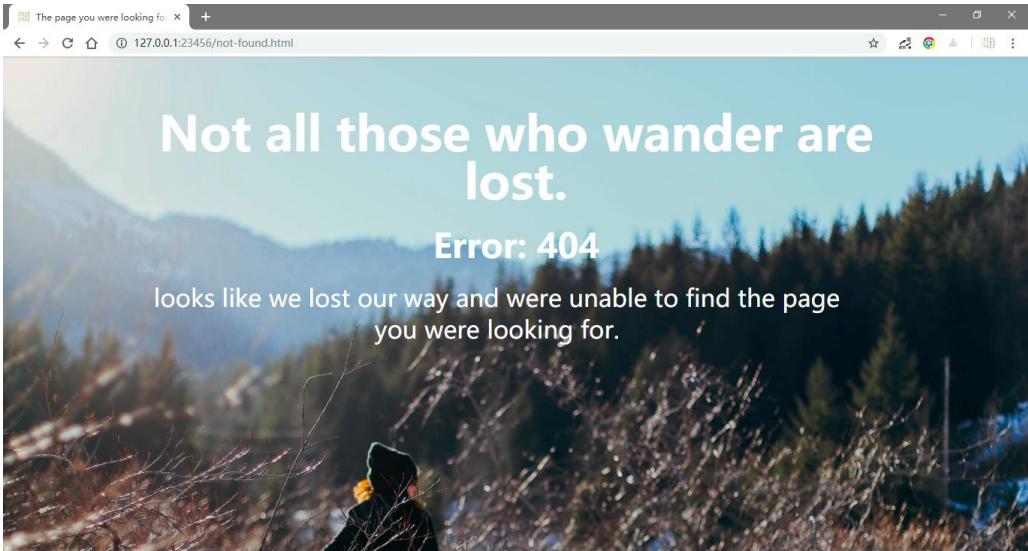 The page you were looking fo
127.0.0.1:23456/not-found.html
Not all those who wander are
lost.
Error: 404
looks like we lost our way and were unable to find the page
you were looking for.